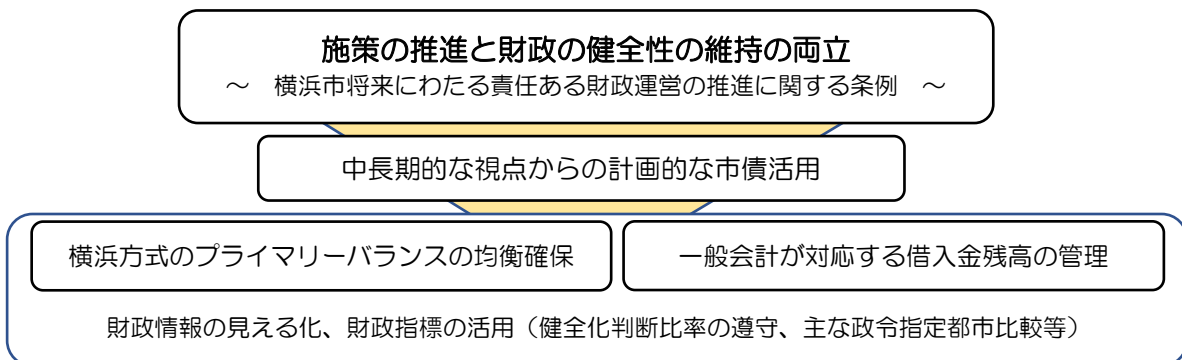 施策の推進と財政の健全性の維持の両立
～　横浜市将来にわたる責任ある財政運営の推進に関する条例　～
中長期的な視点からの計画的な市債活用
横浜方式のプライマリーバランスの均衡確保
一般会計が対応する借入金残高の管理
財政情報の見える化、財政指標の活用（健全化判断比率の遵守、主な政令指定都市比較等）